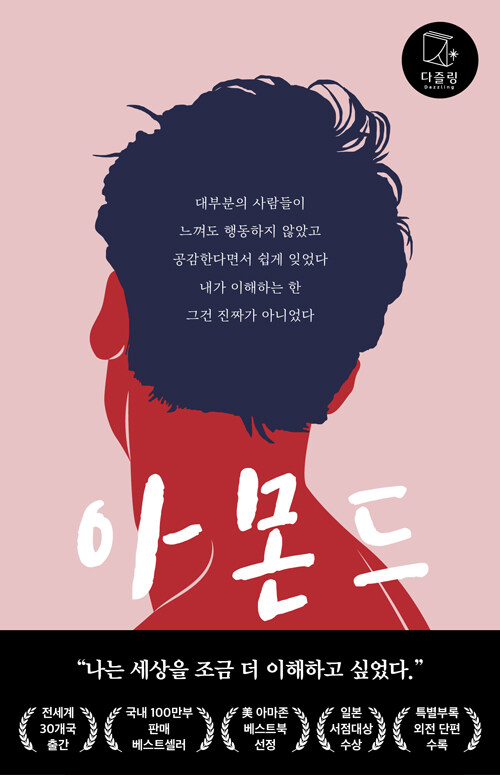 다즐링
Dazzling
대부분의 사람들이
느껴도 행동하지 않았고
공감한다면서 쉽게 잊었다
내가 이해하는 한
그건 진짜가 아니었다
아몬드
“나는 세상을 조금 더 이해하고 싶었다.”
전세계
30개국
출간
국내 100만부
판매
베스트셀러
美 아마존
베스트북
선정
일본
서점대상
수상
특별부록
외전 단편
수록